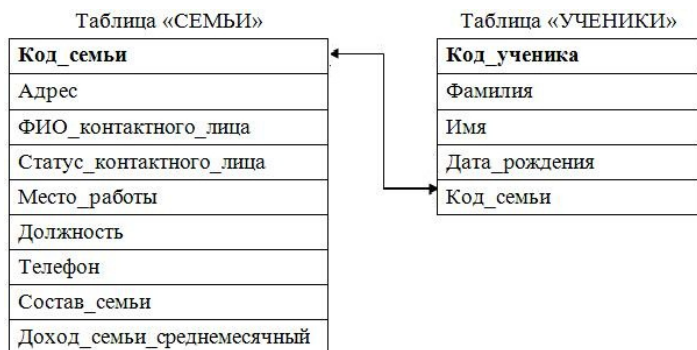 Таблица «СЕМЬИ»
Код_семьи
Адрес
ФИО_контактного_лица
Статус_контактного_лица
Место_работы
Должность
Телефон
Состав_семьи
Доход_семьи_среднемесячный
Таблица «УЧЕНИКИ»
Код_ученика
Фамилия
Имя
Дата_рождения
Код_семьи